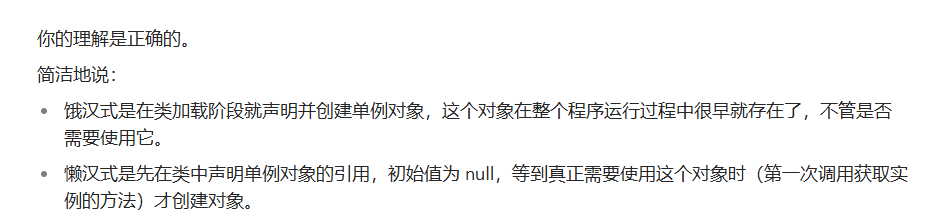 你的理解是正确的。
简洁地说：
• 饿汉式是在类加载阶段就声明并创建单例对象，这个对象在整个程序运行过程中很早就存在了，不管是否
需要使用它。
• 懒汉式是先在类中声明单例对象的引用，初始值为 null，等到真正需要使用这个对象时（第一次调用获取实
例的方法）才创建对象。